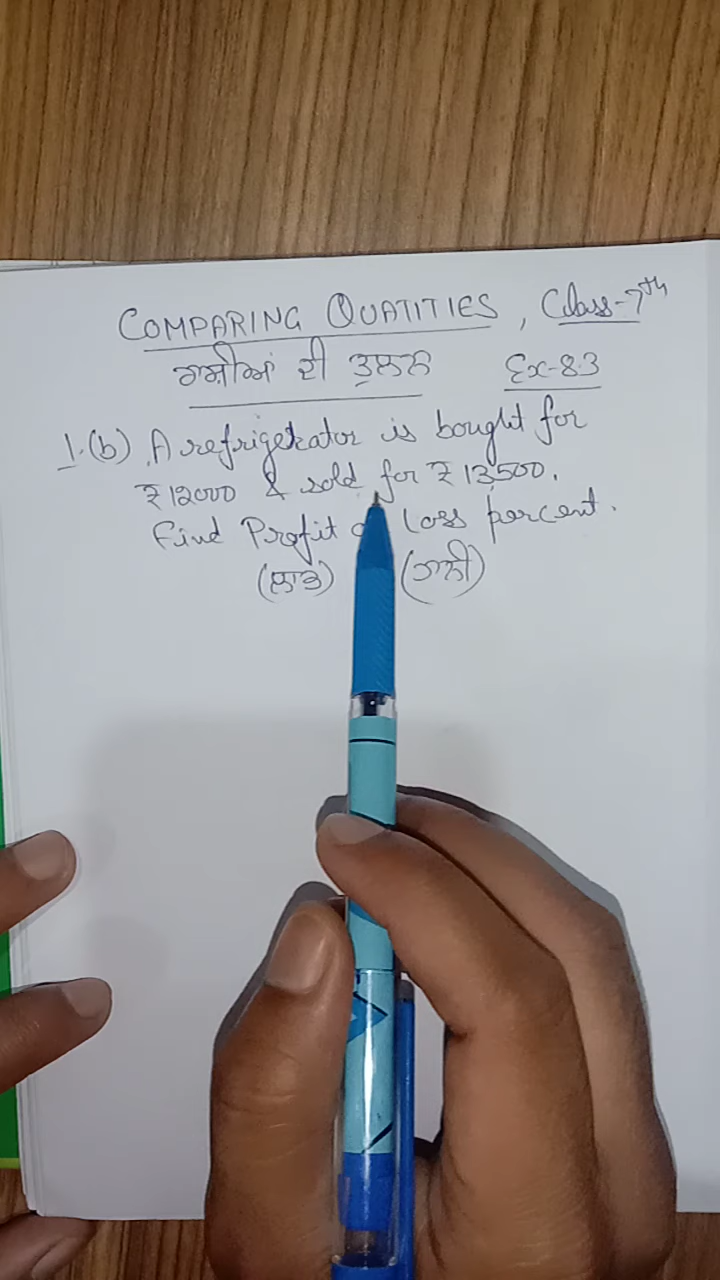 COMPARING QUATITIES, Class-7th
ਰਾਸ਼ੀਆਂ ਦੀ ਤੁਲਨਾ Ex-8.3
1.(b) A refrigerator is bought for
₹12000 & sold for ₹13,500.
Find Profit loss percent.
(ਲਾਭ) (ਹਾਨੀ)